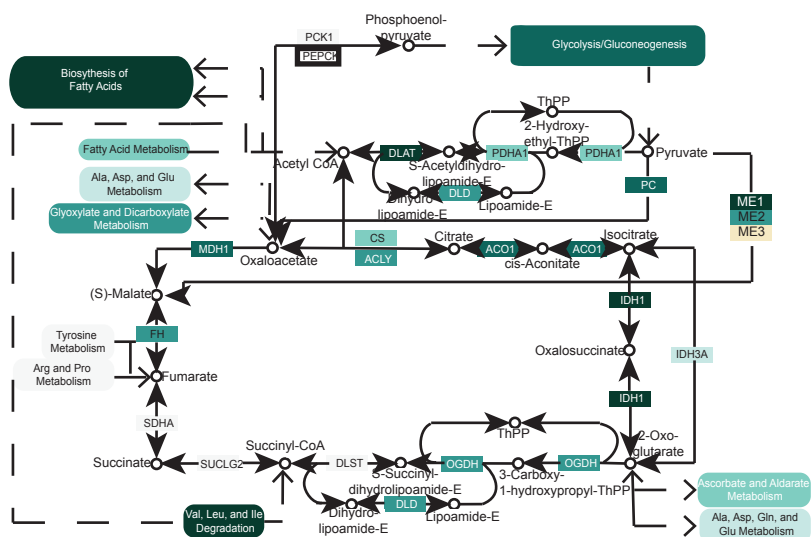 Phosphoenol-
pyruvate
PCK1
PEPCK
Glycolysis/Gluconeogenesis
Biosythesis of
Fatty Acids
ThPP
2-Hydroxy-
ethyl-ThPP
Fatty Acid Metabolism
Acetyl CoA
DLAT
S-Acetyldihydro-
lipoamide-E
PDHA1
PDHA1
Pyruvate
Ala, Asp, and Glu
Metabolism
DLD
Dihydro-
lipoamide-E
Lipoamide-E
PC
ME1
ME2
ME3
Glyoxylate and Dicarboxylate
Metabolism
MDH1
Oxaloacetate
CS
ACLY
Citrate
ACO1
cis-Aconitate
ACO1
Isocitrate
(S)-Malate
IDH1
FH
Tyrosine
Metabolism
Oxalosuccinate
IDH3A
Arg and Pro
Metabolism
Fumarate
IDH1
SDHA
ThPP
2-Oxo-
glutarate
Succinyl-CoA
Succinate
SUCLG2
DLST
S-Succinyl-
dihydrolipoamide-E
OGDH
3-Carboxy-
1-hydroxypropyl-ThPP
OGDH
Ascorbate and Aldarate
Metabolism
Val, Leu, and Ile
Degradation
Dihydro-
lipoamide-E
DLD
Lipoamide-E
Ala, Asp, Gln, and
Glu Metabolism